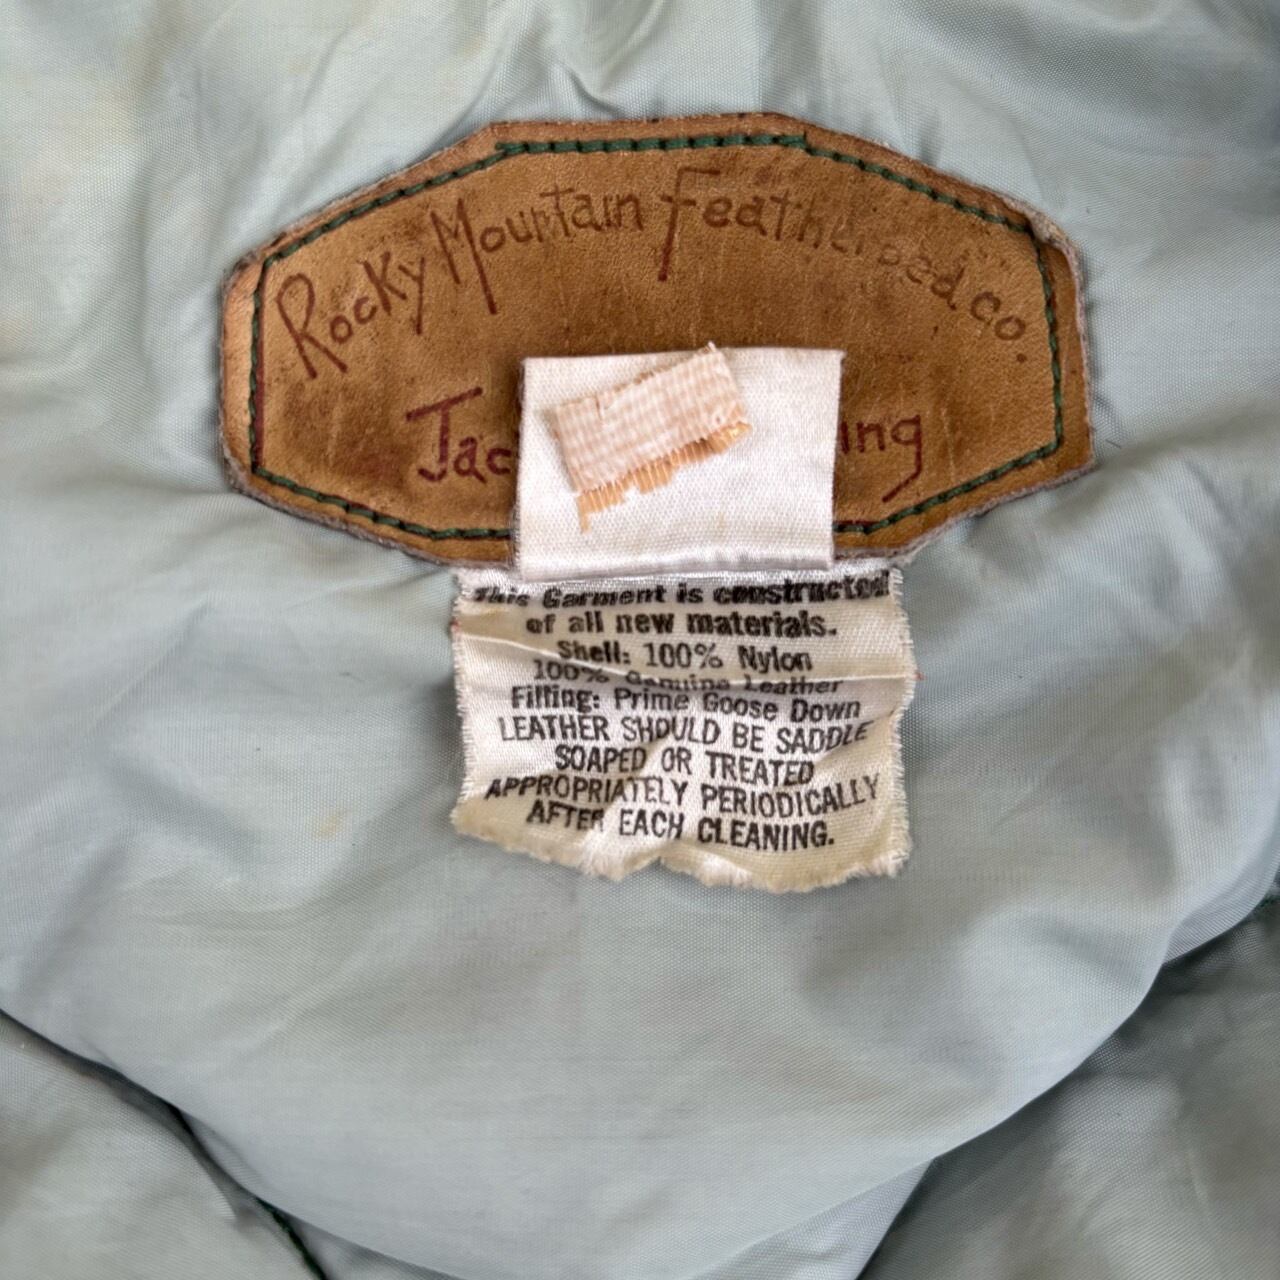 Rocky Mountain Featherbed co.
Jac ing
This Garment is constructed
of all new materials.
Shell: 100% Nylon
100% Genuine Leather
Filling: Prime Goose Down
LEATHER SHOULD BE SADDLE
SOAPED OR TREATED
APPROPRIATELY PERIODICALLY
AFTER EACH CLEANING.